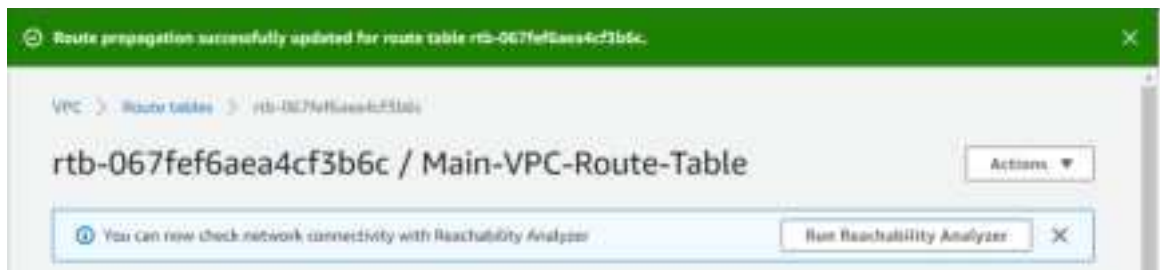 Route propagation successfully updated for route table rtb-067fef6aea4cf3b6c.
VPC > Route tables > rtb-067fef6aea4cf3b6c
rtb-067fef6aea4cf3b6c / Main-VPC-Route-Table
Actions ▼
You can now check network connectivity with Reachability Analyzer
Run Reachability Analyzer